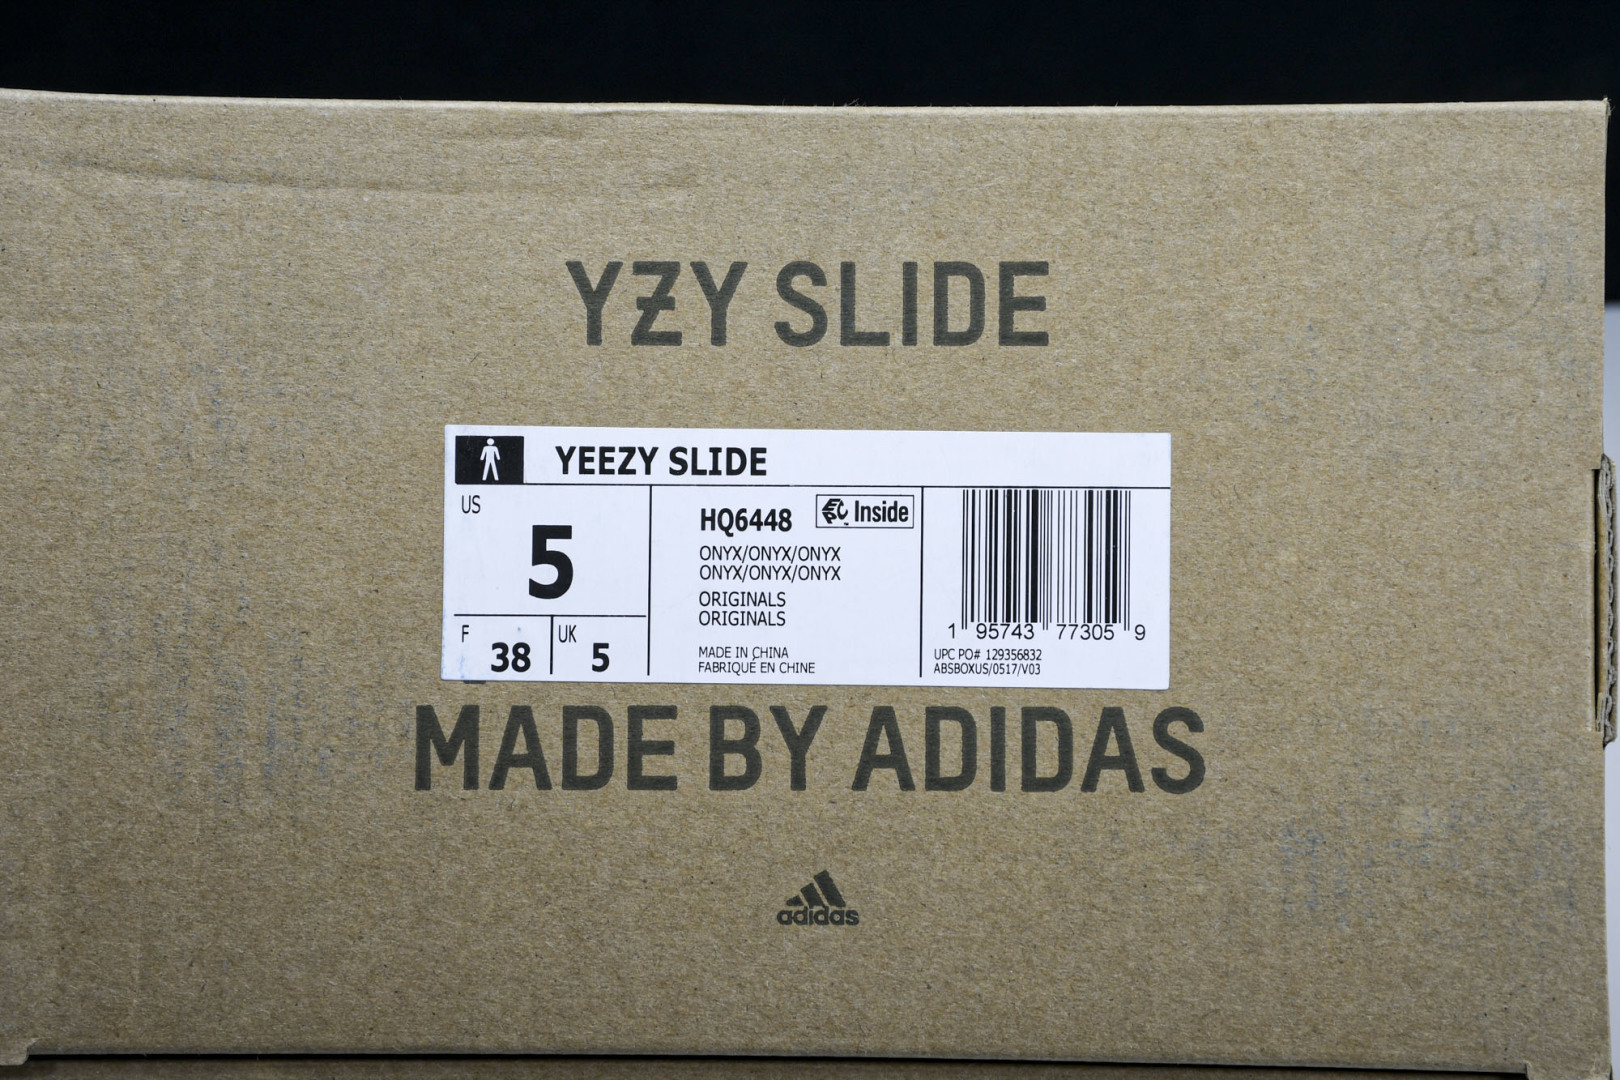 YZY SLIDE
YEEZY SLIDE
US
5
F
38
UK
5
HQ6448
Inside
ONYX/ONYX/ONYX
ONYX/ONYX/ONYX
ORIGINALS
ORIGINALS
MADE IN CHINA
FABRIQUÉ EN CHINE
1 95743 77305 9
UPC PO# 129356832
ABSBOXUS/0517/V03
MADE BY ADIDAS
adidas